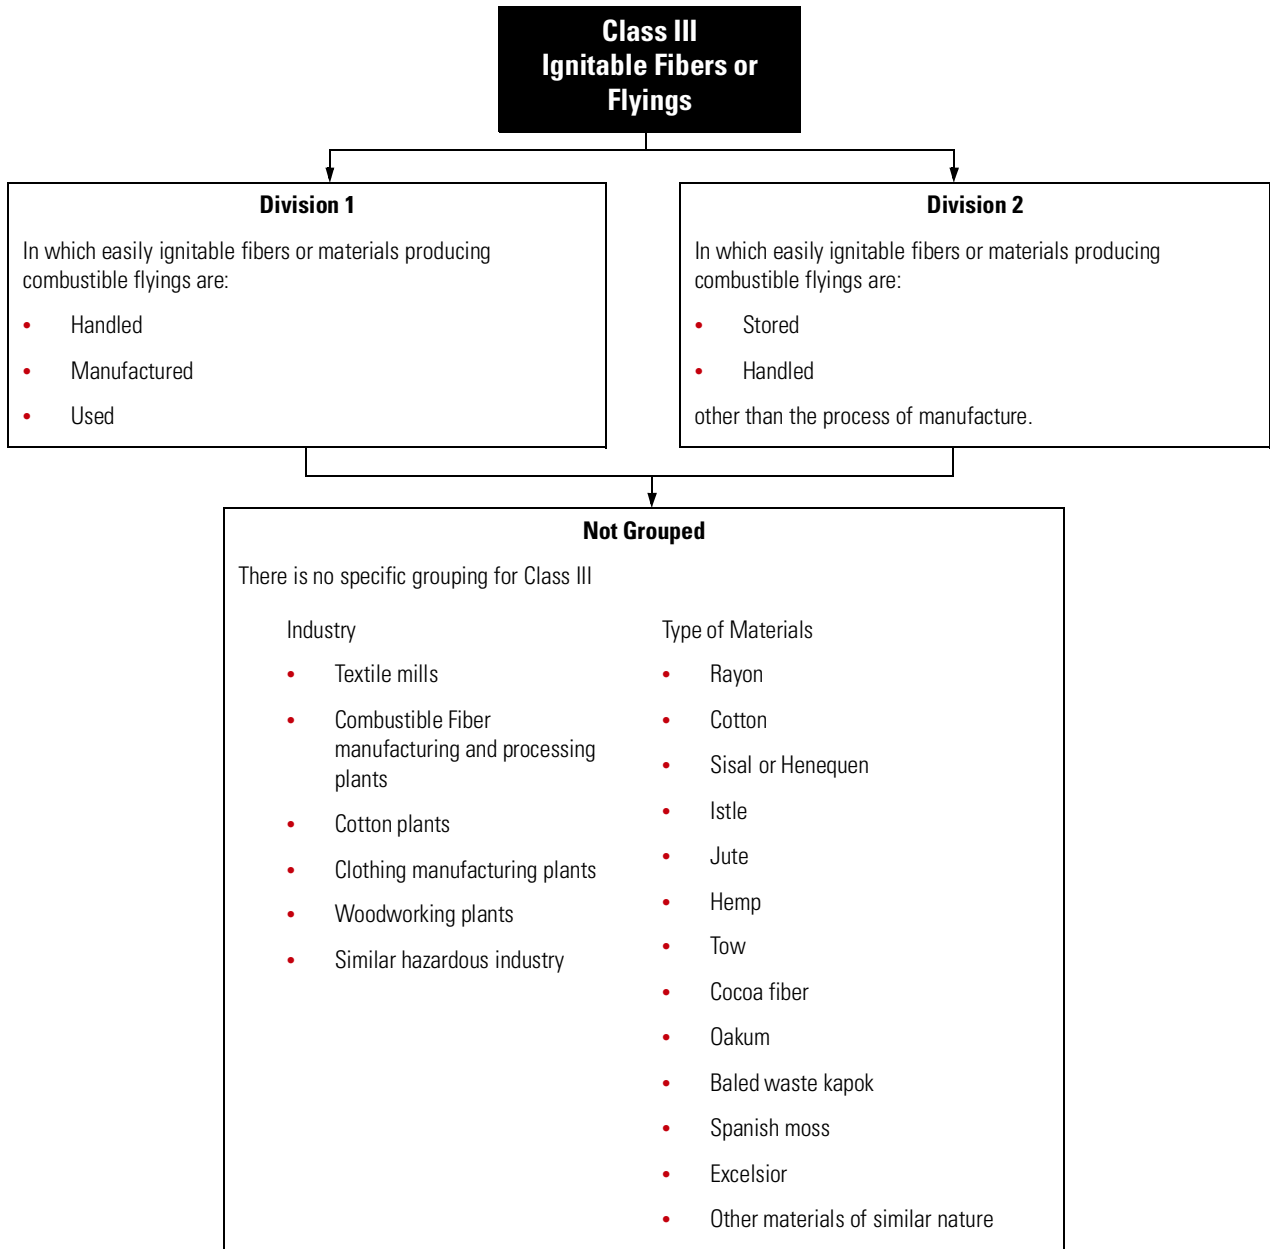 Class III
Ignitable Fibers or
Flyings
Division 1
In which easily ignitable fibers or materials producing
combustible flyings are:
• Handled
• Manufactured
• Used
Division 2
In which easily ignitable fibers or materials producing
combustible flyings are:
• Stored
• Handled
other than the process of manufacture.
Not Grouped
There is no specific grouping for Class III
Industry
• Textile mills
• Combustible Fiber
manufacturing and processing
plants
• Cotton plants
• Clothing manufacturing plants
• Woodworking plants
• Similar hazardous industry
Type of Materials
• Rayon
• Cotton
• Sisal or Henequen
• Istle
• Jute
• Hemp
• Tow
• Cocoa fiber
• Oakum
• Baled waste kapok
• Spanish moss
• Excelsior
• Other materials of similar nature